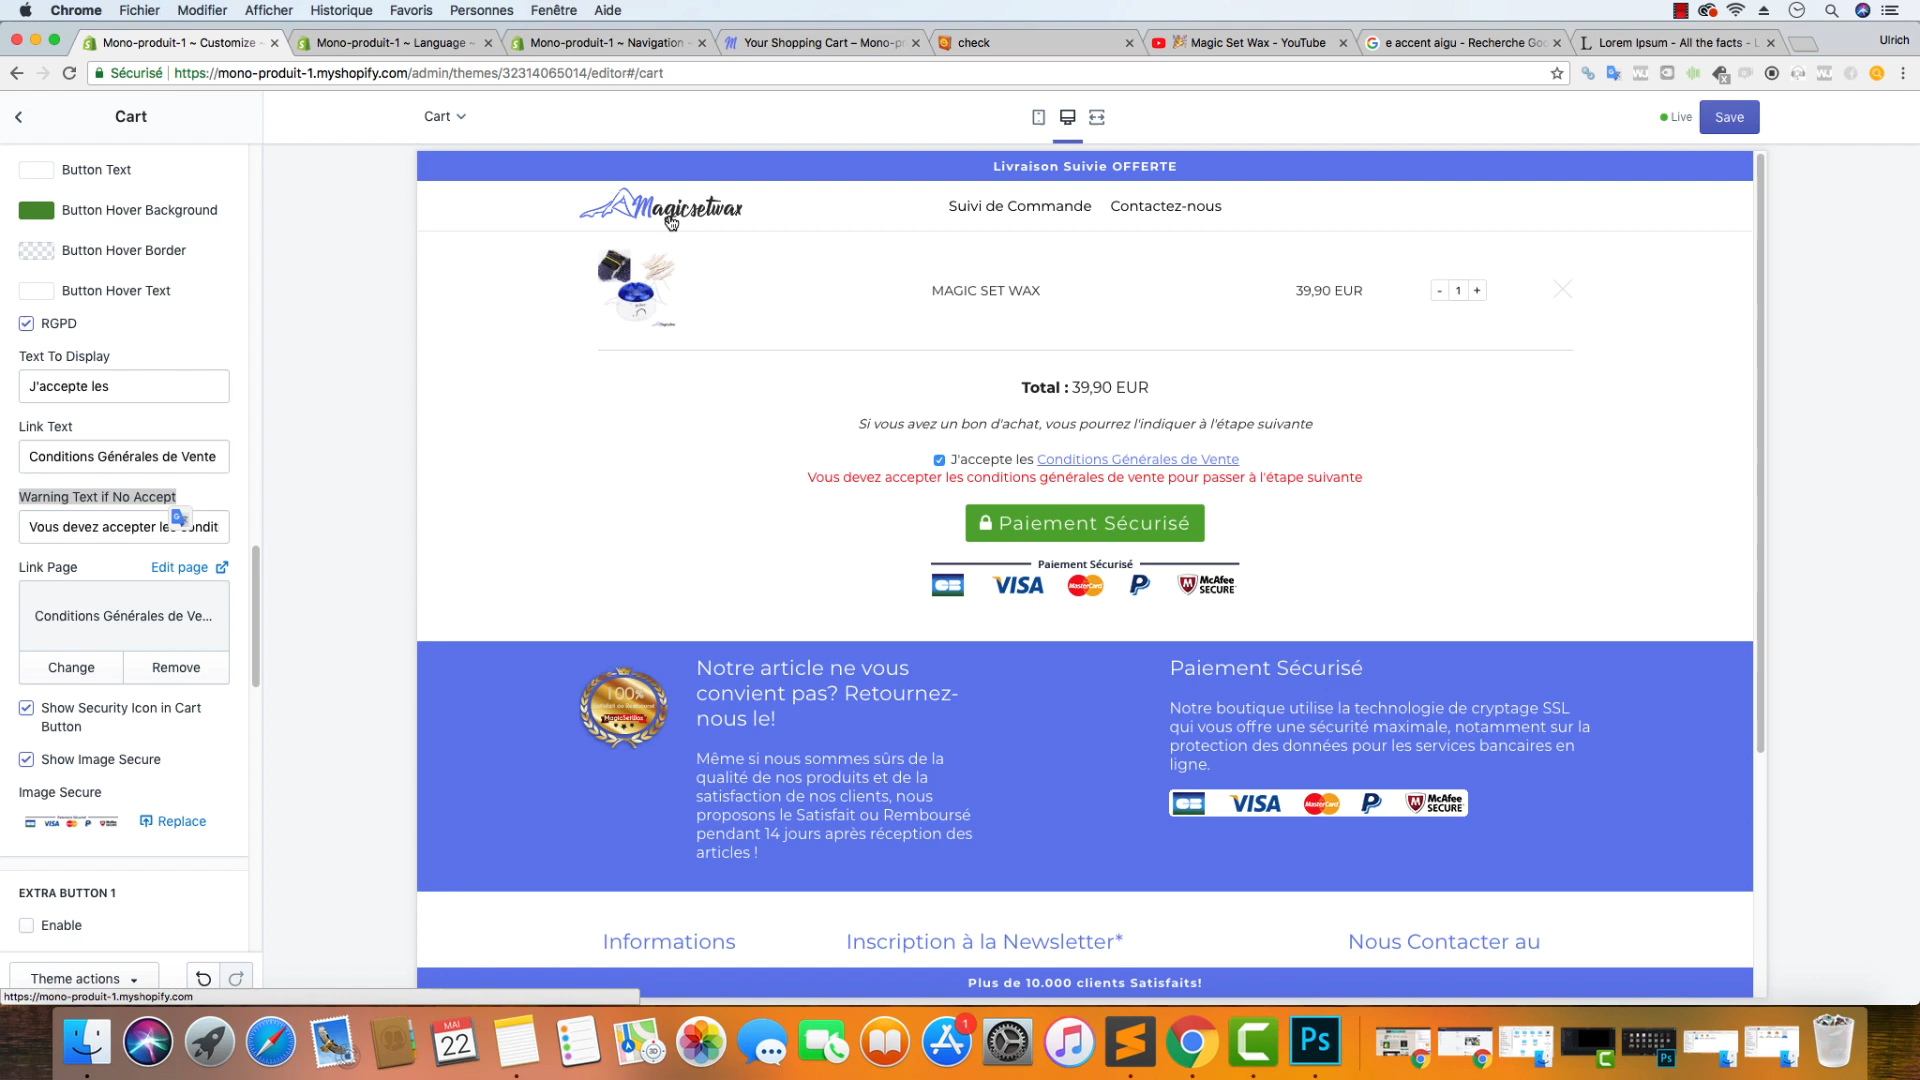 Chrome Fichier Modifier Afficher Historique Favoris Personnes Fenêtre Aide
Mono-produit-1 ~ Customize
Mono-produit-1 ~ Language ~
Mono-produit-1 ~ Navigation ~
Your Shopping Cart – Mono-pr
check
Magic Set Wax - YouTube
e accent aigu - Recherche Goo
Lorem Ipsum - All the facts - L
Ulrich
Sécurisé
https://mono-produit-1.myshopify.com/admin/themes/32314065014/editor#/cart
Cart
Cart
Live
Save
Button Text
Button Hover Background
Button Hover Border
Button Hover Text
RGPD
Text To Display
J'accepte les
Link Text
Conditions Générales de Vente
Warning Text if No Accept
Vous devez accepter les condit
Link Page
Edit page
Conditions Générales de Ve...
Change
Remove
Show Security Icon in Cart
Button
Show Image Secure
Image Secure
Replace
EXTRA BUTTON 1
Enable
Theme actions
https://mono-produit-1.myshopify.com
Livraison Suivie OFFERTE
Magicsetwax
Suivi de Commande
Contactez-nous
MAGIC SET WAX
39,90 EUR
- 1 +
Total : 39,90 EUR
Si vous avez un bon d'achat, vous pourrez l'indiquer à l'étape suivante
J'accepte les Conditions Générales de Vente
Vous devez accepter les conditions générales de vente pour passer à l'étape suivante
Paiement Sécurisé
Paiement Sécurisé
CB VISA MasterCard P McAfee SECURE
100%
MagicSetWax
Notre article ne vous
convient pas? Retournez-
nous le!
Même si nous sommes sûrs de la
qualité de nos produits et de la
satisfaction de nos clients, nous
proposons le Satisfait ou Remboursé
pendant 14 jours après réception des
articles !
Paiement Sécurisé
Notre boutique utilise la technologie de cryptage SSL
qui vous offre une sécurité maximale, notamment sur la
protection des données pour les services bancaires en
ligne.
CB VISA MasterCard P McAfee SECURE
Informations
Inscription à la Newsletter*
Nous Contacter au
Plus de 10.000 clients Satisfaits!
MAI
22
3D
1
Ps